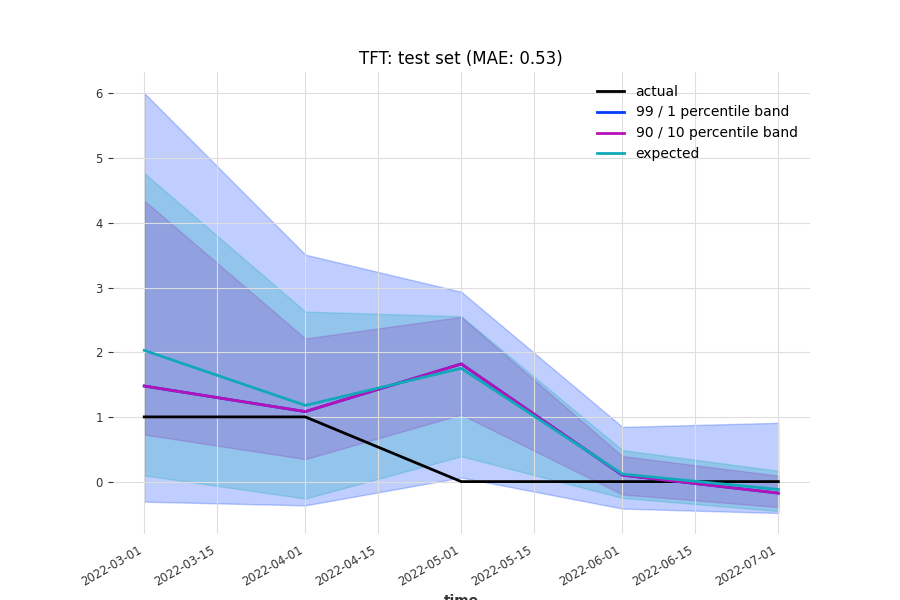 TFT: test set (MAE: 0.53)
actual
99 / 1 percentile band
90 / 10 percentile band
expected
6
5
4
3
2
1
0
2022-03-01
2022-03-15
2022-04-01
2022-04-15
2022-05-01
2022-05-15
2022-06-01
2022-06-15
2022-07-01
time